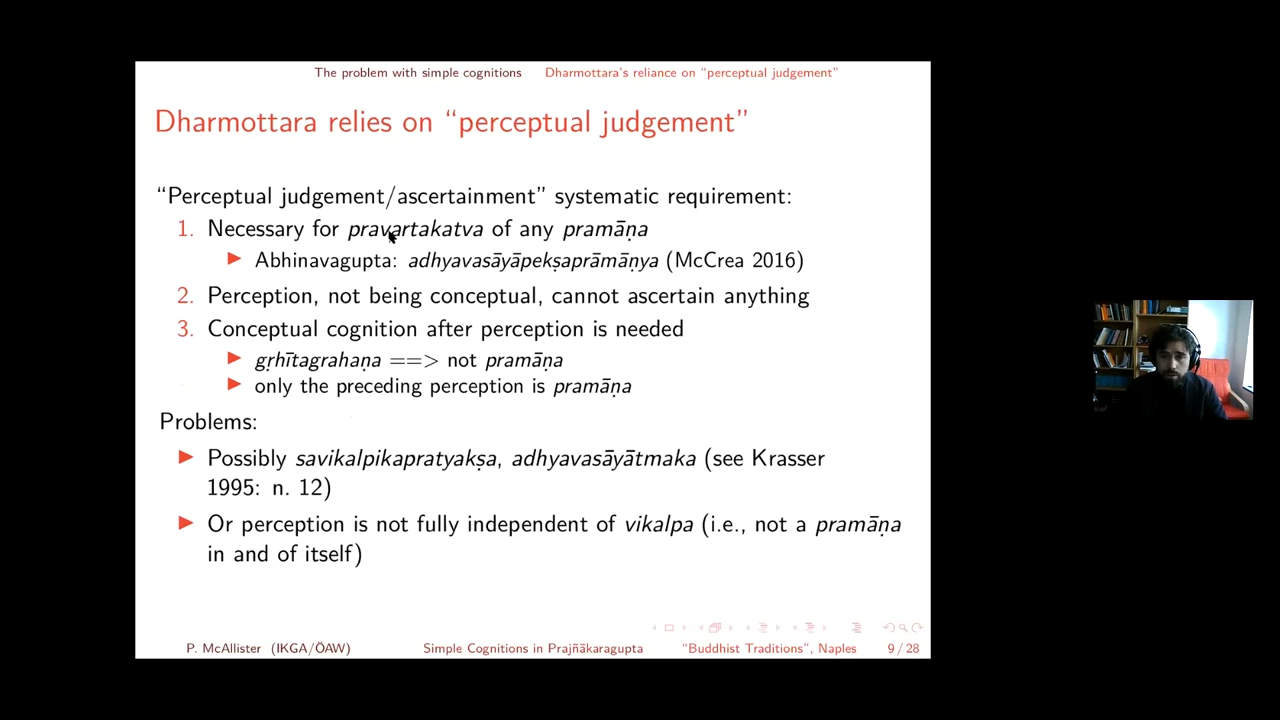 The problem with simple cognitions Dharmottara's reliance on “perceptual judgement”
Dharmottara relies on “perceptual judgement”
“Perceptual judgement/ascertainment” systematic requirement:
1. Necessary for pravartakatva of any pramāṇa
▶ Abhinavagupta: adhyavasāyāpekṣaprāmāṇya (McCrea 2016)
2. Perception, not being conceptual, cannot ascertain anything
3. Conceptual cognition after perception is needed
▶ gṛhītagrahaṇa ==> not pramāṇa
▶ only the preceding perception is pramāṇa
Problems:
▶ Possibly savikalpikapratyakṣa, adhyavasāyātmaka (see Krasser
1995: n. 12)
▶ Or perception is not fully independent of vikalpa (i.e., not a pramāṇa
in and of itself)
P. McAllister (IKGA/ÖAW) Simple Cognitions in Prajñākaragupta “Buddhist Traditions”, Naples 9 / 28